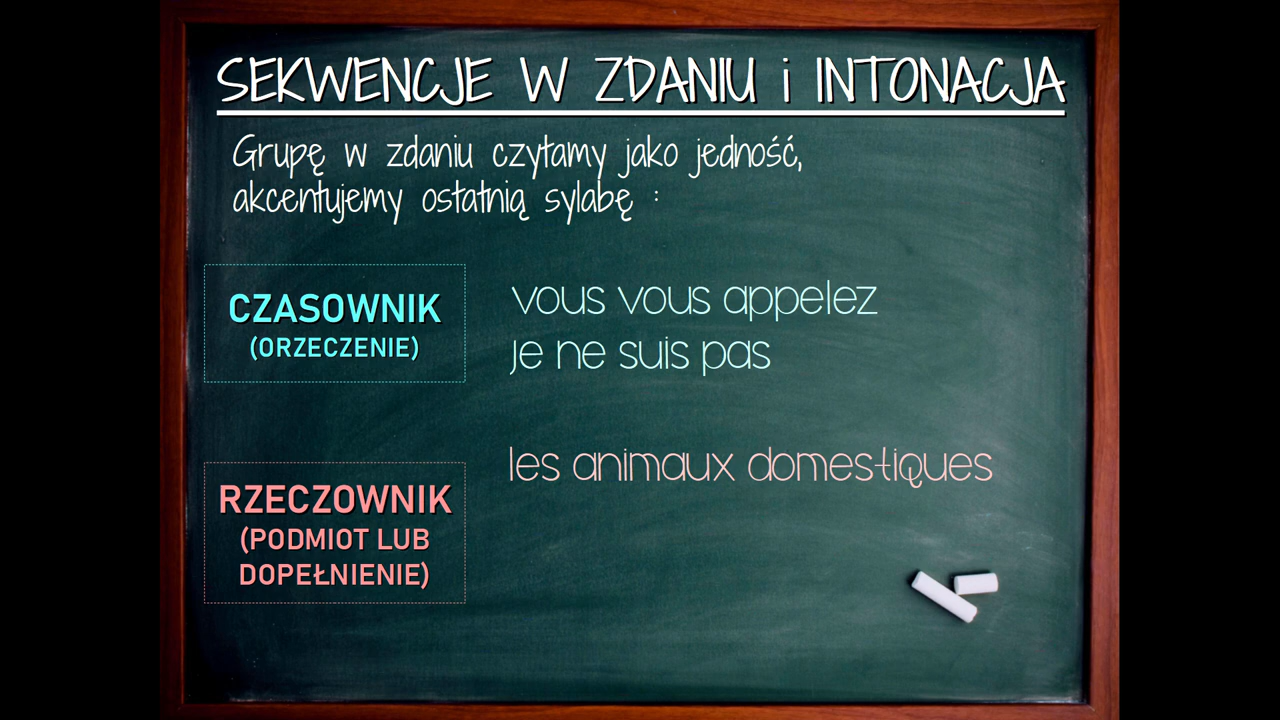 SEKWENCJE W ZDANIU i INTONACJA
Grupę w zdaniu czytamy jako jedność,
akcentujemy ostatnią sylabę :
CZASOWNIK
(ORZECZENIE)
vous vous appelez
je ne suis pas
les animaux domestiques
RZECZOWNIK
(PODMIOT LUB
DOPEŁNIENIE)